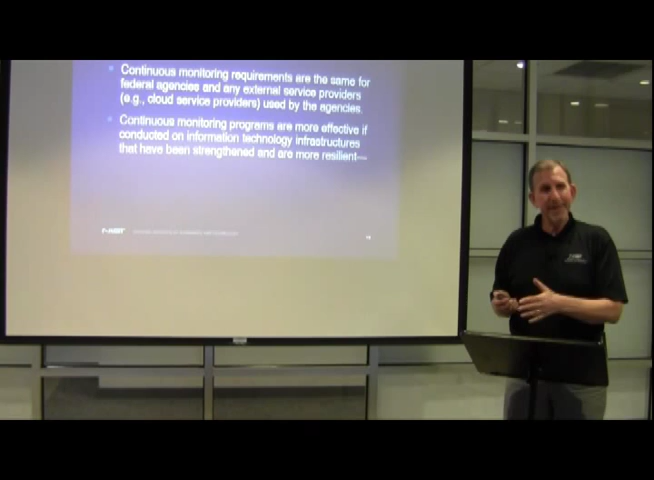 Continuous monitoring requirements are the same for
federal agencies and any external service providers
(e.g., cloud service providers) used by the agencies.
Continuous monitoring programs are more effective if
conducted on information technology infrastructures
that have been strengthened and are more resilient—